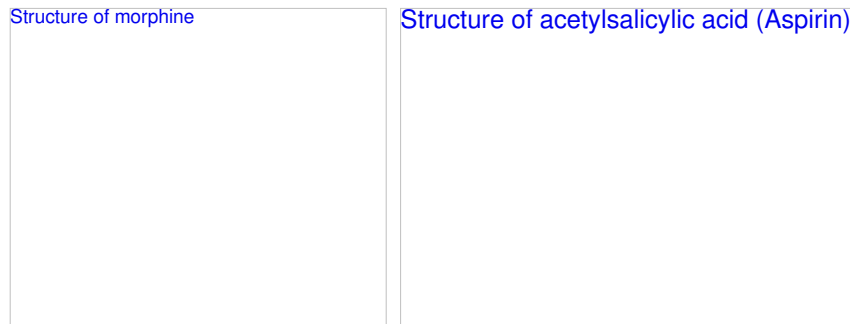 Structure of morphine
Structure of acetylsalicylic acid (Aspirin)